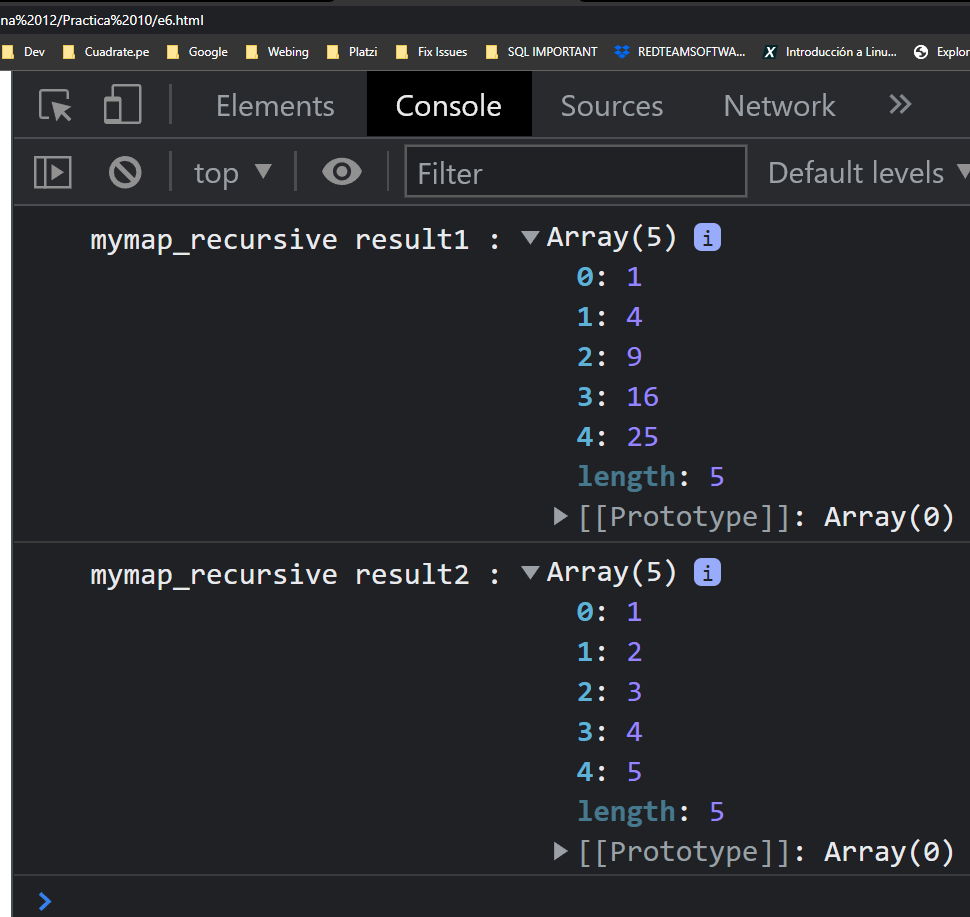 na%2012/Practica%2010/e6.html
Dev Cuadrate.pe Google Webing Platzi Fix Issues SQL IMPORTANT REDTEAMSOFTWA... Introducción a Linu... Explor
Elements Console Sources Network
top Filter Default levels
mymap_recursive result1 : Array(5) i
0: 1
1: 4
2: 9
3: 16
4: 25
length: 5
[[Prototype]]: Array(0)
mymap_recursive result2 : Array(5) i
0: 1
1: 2
2: 3
3: 4
4: 5
length: 5
[[Prototype]]: Array(0)